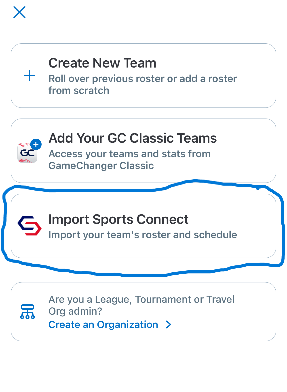 Create New Team
Roll over previous roster or add a roster
from scratch
GC
Add Your GC Classic Teams
Access your teams and stats from
GameChanger Classic
Import Sports Connect
Import your team's roster and schedule
Are you a League, Tournament or Travel
Org admin?
Create an Organization